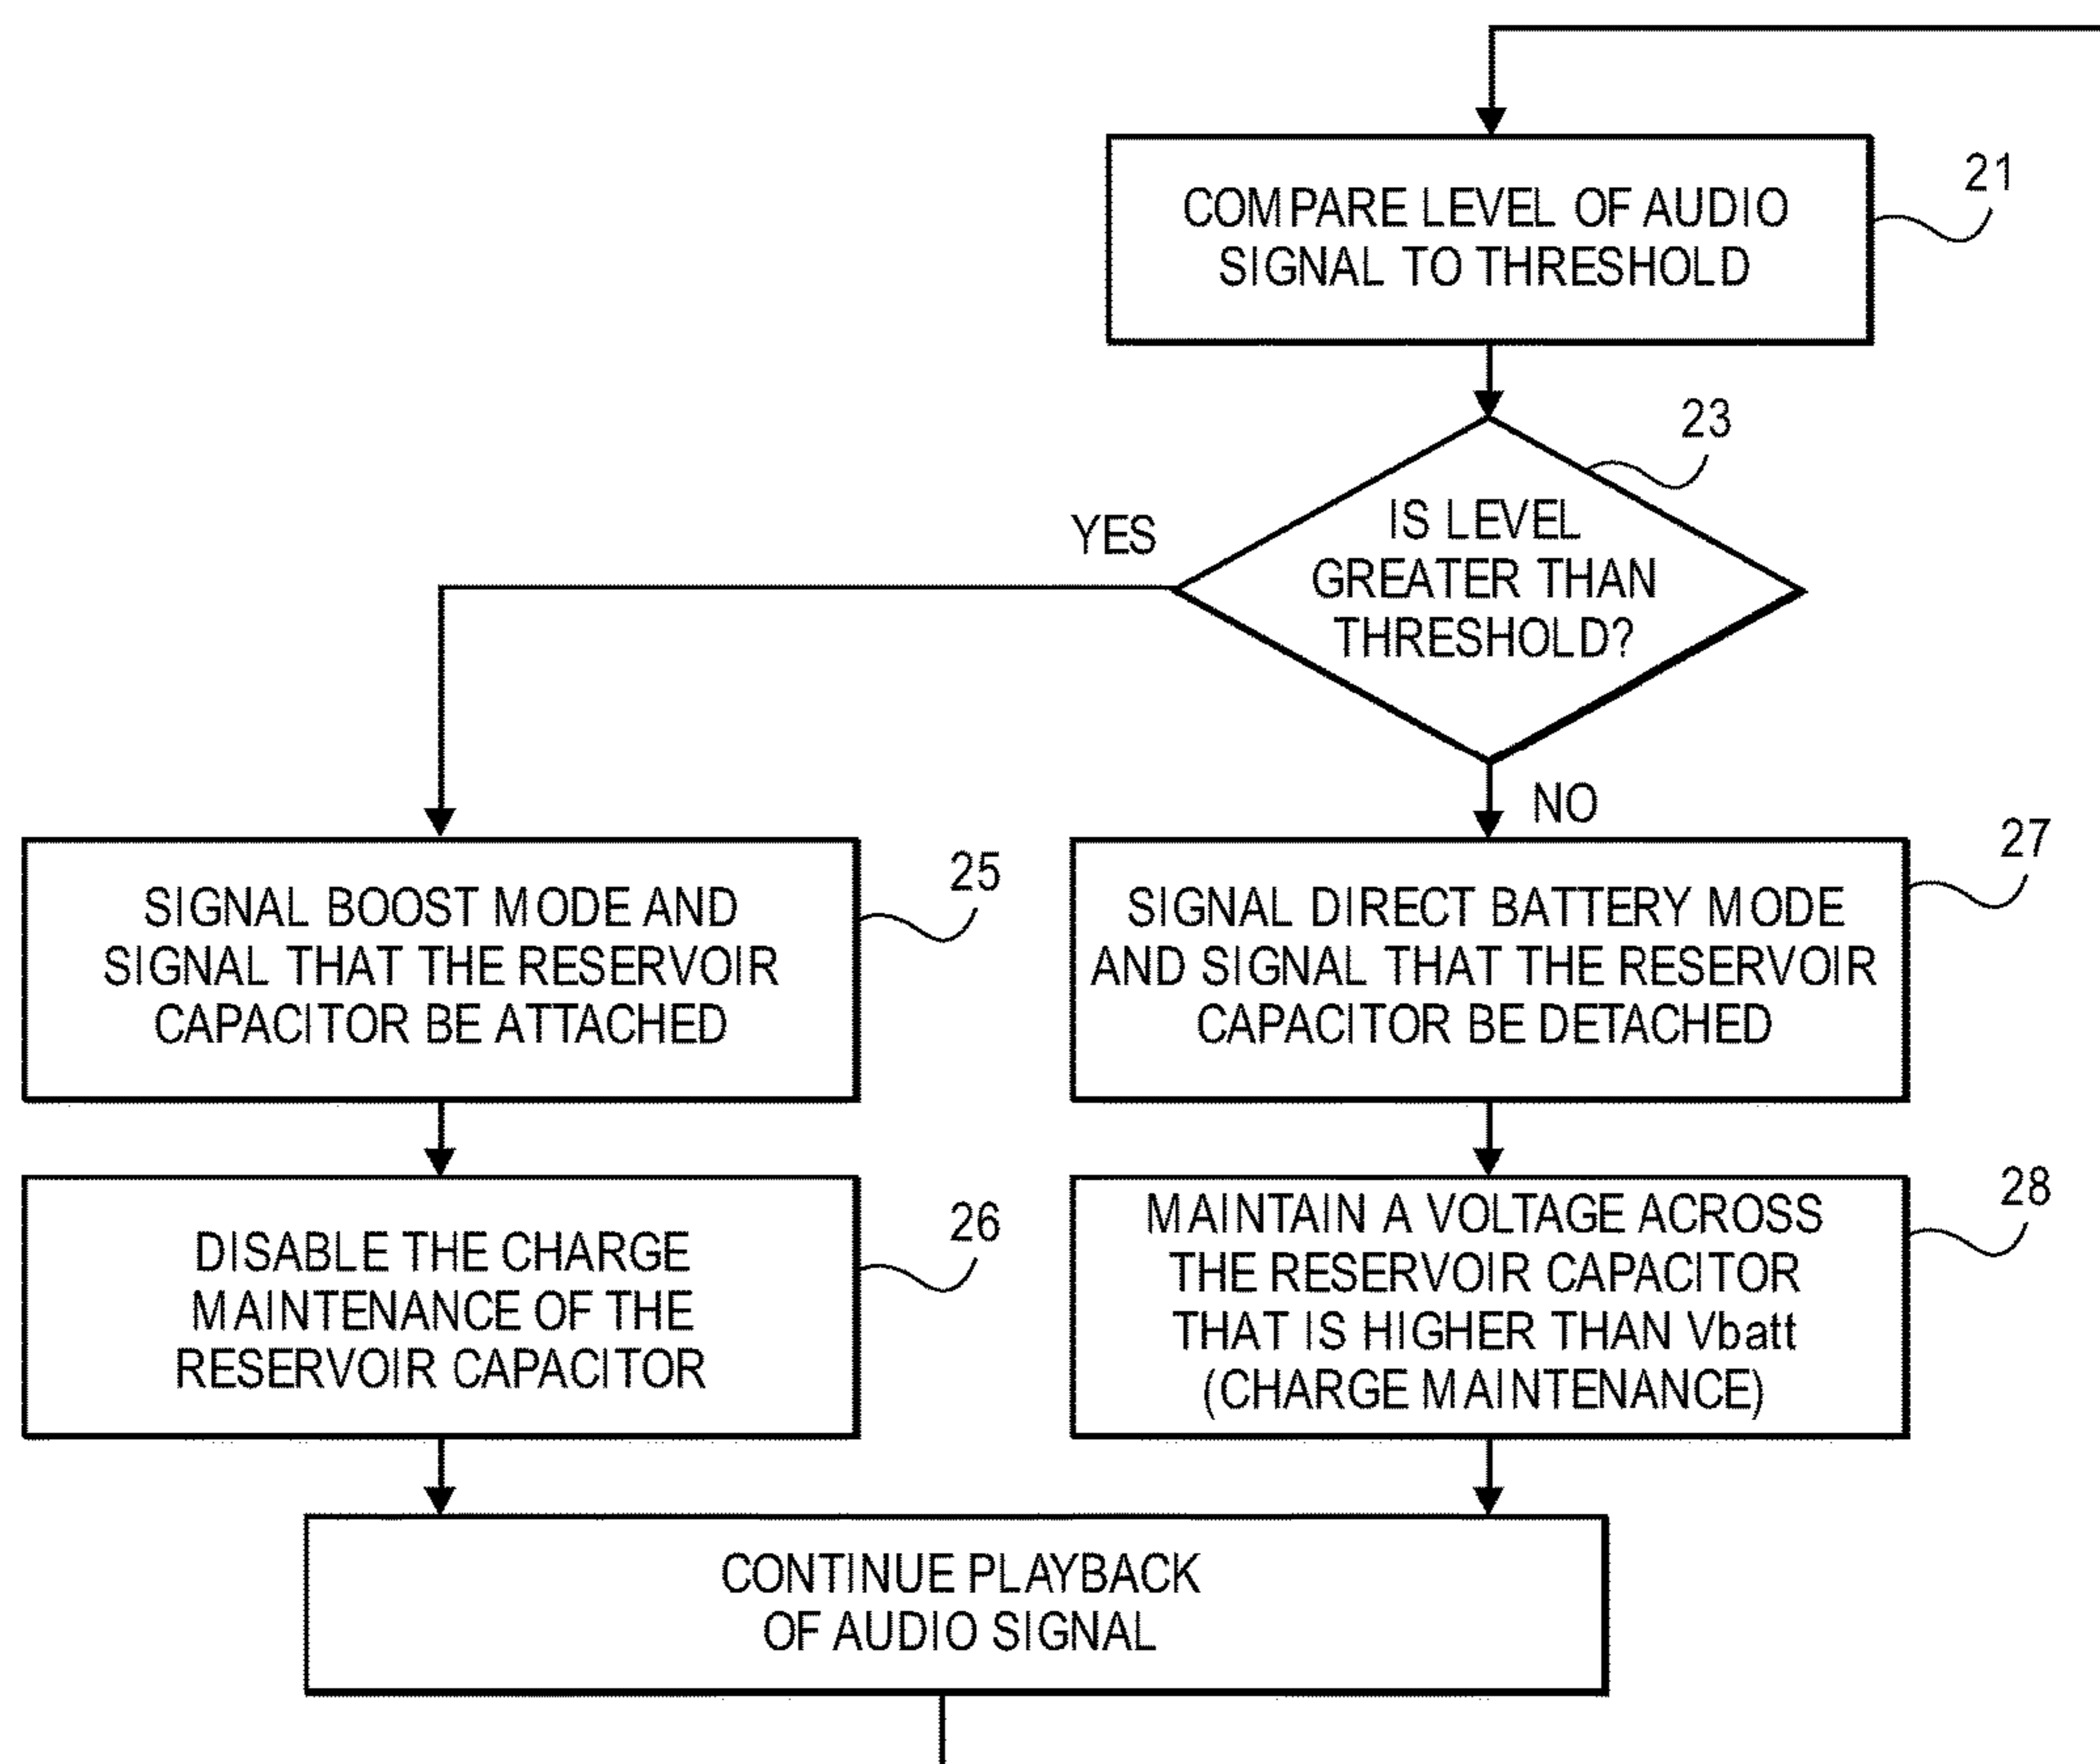 COMPARE LEVEL OF AUDIO
SIGNAL TO THRESHOLD
21
23
IS LEVEL
GREATER THAN
THRESHOLD?
YES
NO
25
SIGNAL BOOST MODE AND
SIGNAL THAT THE RESERVOIR
CAPACITOR BE ATTACHED
27
SIGNAL DIRECT BATTERY MODE
AND SIGNAL THAT THE RESERVOIR
CAPACITOR BE DETACHED
26
DISABLE THE CHARGE
MAINTENANCE OF THE
RESERVOIR CAPACITOR
28
MAINTAIN A VOLTAGE ACROSS
THE RESERVOIR CAPACITOR
THAT IS HIGHER THAN Vbatt
(CHARGE MAINTENANCE)
CONTINUE PLAYBACK
OF AUDIO SIGNAL